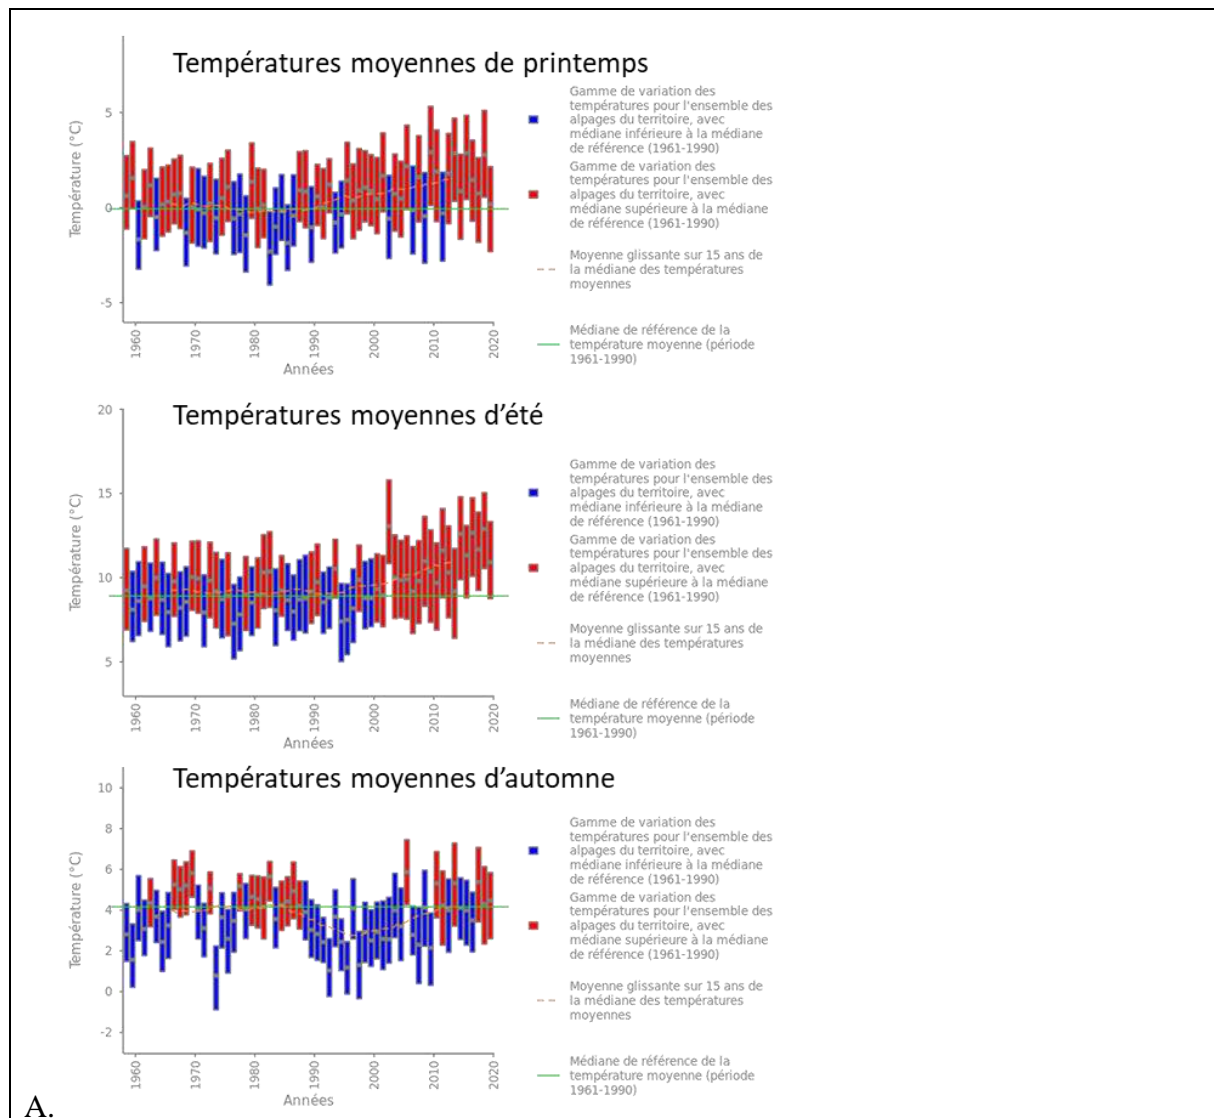 Températures moyennes de printemps
5
0
-5
Température (°C)
1960
1970
1980
1990
2000
2010
2020
Années
Gamme de variation des
températures pour l'ensemble des
alpages du territoire, avec
médiane inférieure à la médiane
de référence (1961-1990)
Gamme de variation des
températures pour l'ensemble des
alpages du territoire, avec
médiane supérieure à la médiane
de référence (1961-1990)
Moyenne glissante sur 15 ans de
la médiane des températures
moyennes
Médiane de référence de la
température moyenne (période
1961-1990)
Températures moyennes d'été
20
15
10
5
Température (°C)
1960
1970
1980
1990
2000
2010
2020
Années
Gamme de variation des
températures pour l'ensemble des
alpages du territoire, avec
médiane inférieure à la médiane
de référence (1961-1990)
Gamme de variation des
températures pour l'ensemble des
alpages du territoire, avec
médiane supérieure à la médiane
de référence (1961-1990)
Moyenne glissante sur 15 ans de
la médiane des températures
moyennes
Médiane de référence de la
température moyenne (période
1961-1990)
Températures moyennes d'automne
10
8
6
4
2
0
-2
Température (°C)
1960
1970
1980
1990
2000
2010
2020
Années
Gamme de variation des
températures pour l'ensemble des
alpages du territoire, avec
médiane inférieure à la médiane
de référence (1961-1990)
Gamme de variation des
températures pour l'ensemble des
alpages du territoire, avec
médiane supérieure à la médiane
de référence (1961-1990)
Moyenne glissante sur 15 ans de
la médiane des températures
moyennes
Médiane de référence de la
température moyenne (période
1961-1990)
A.